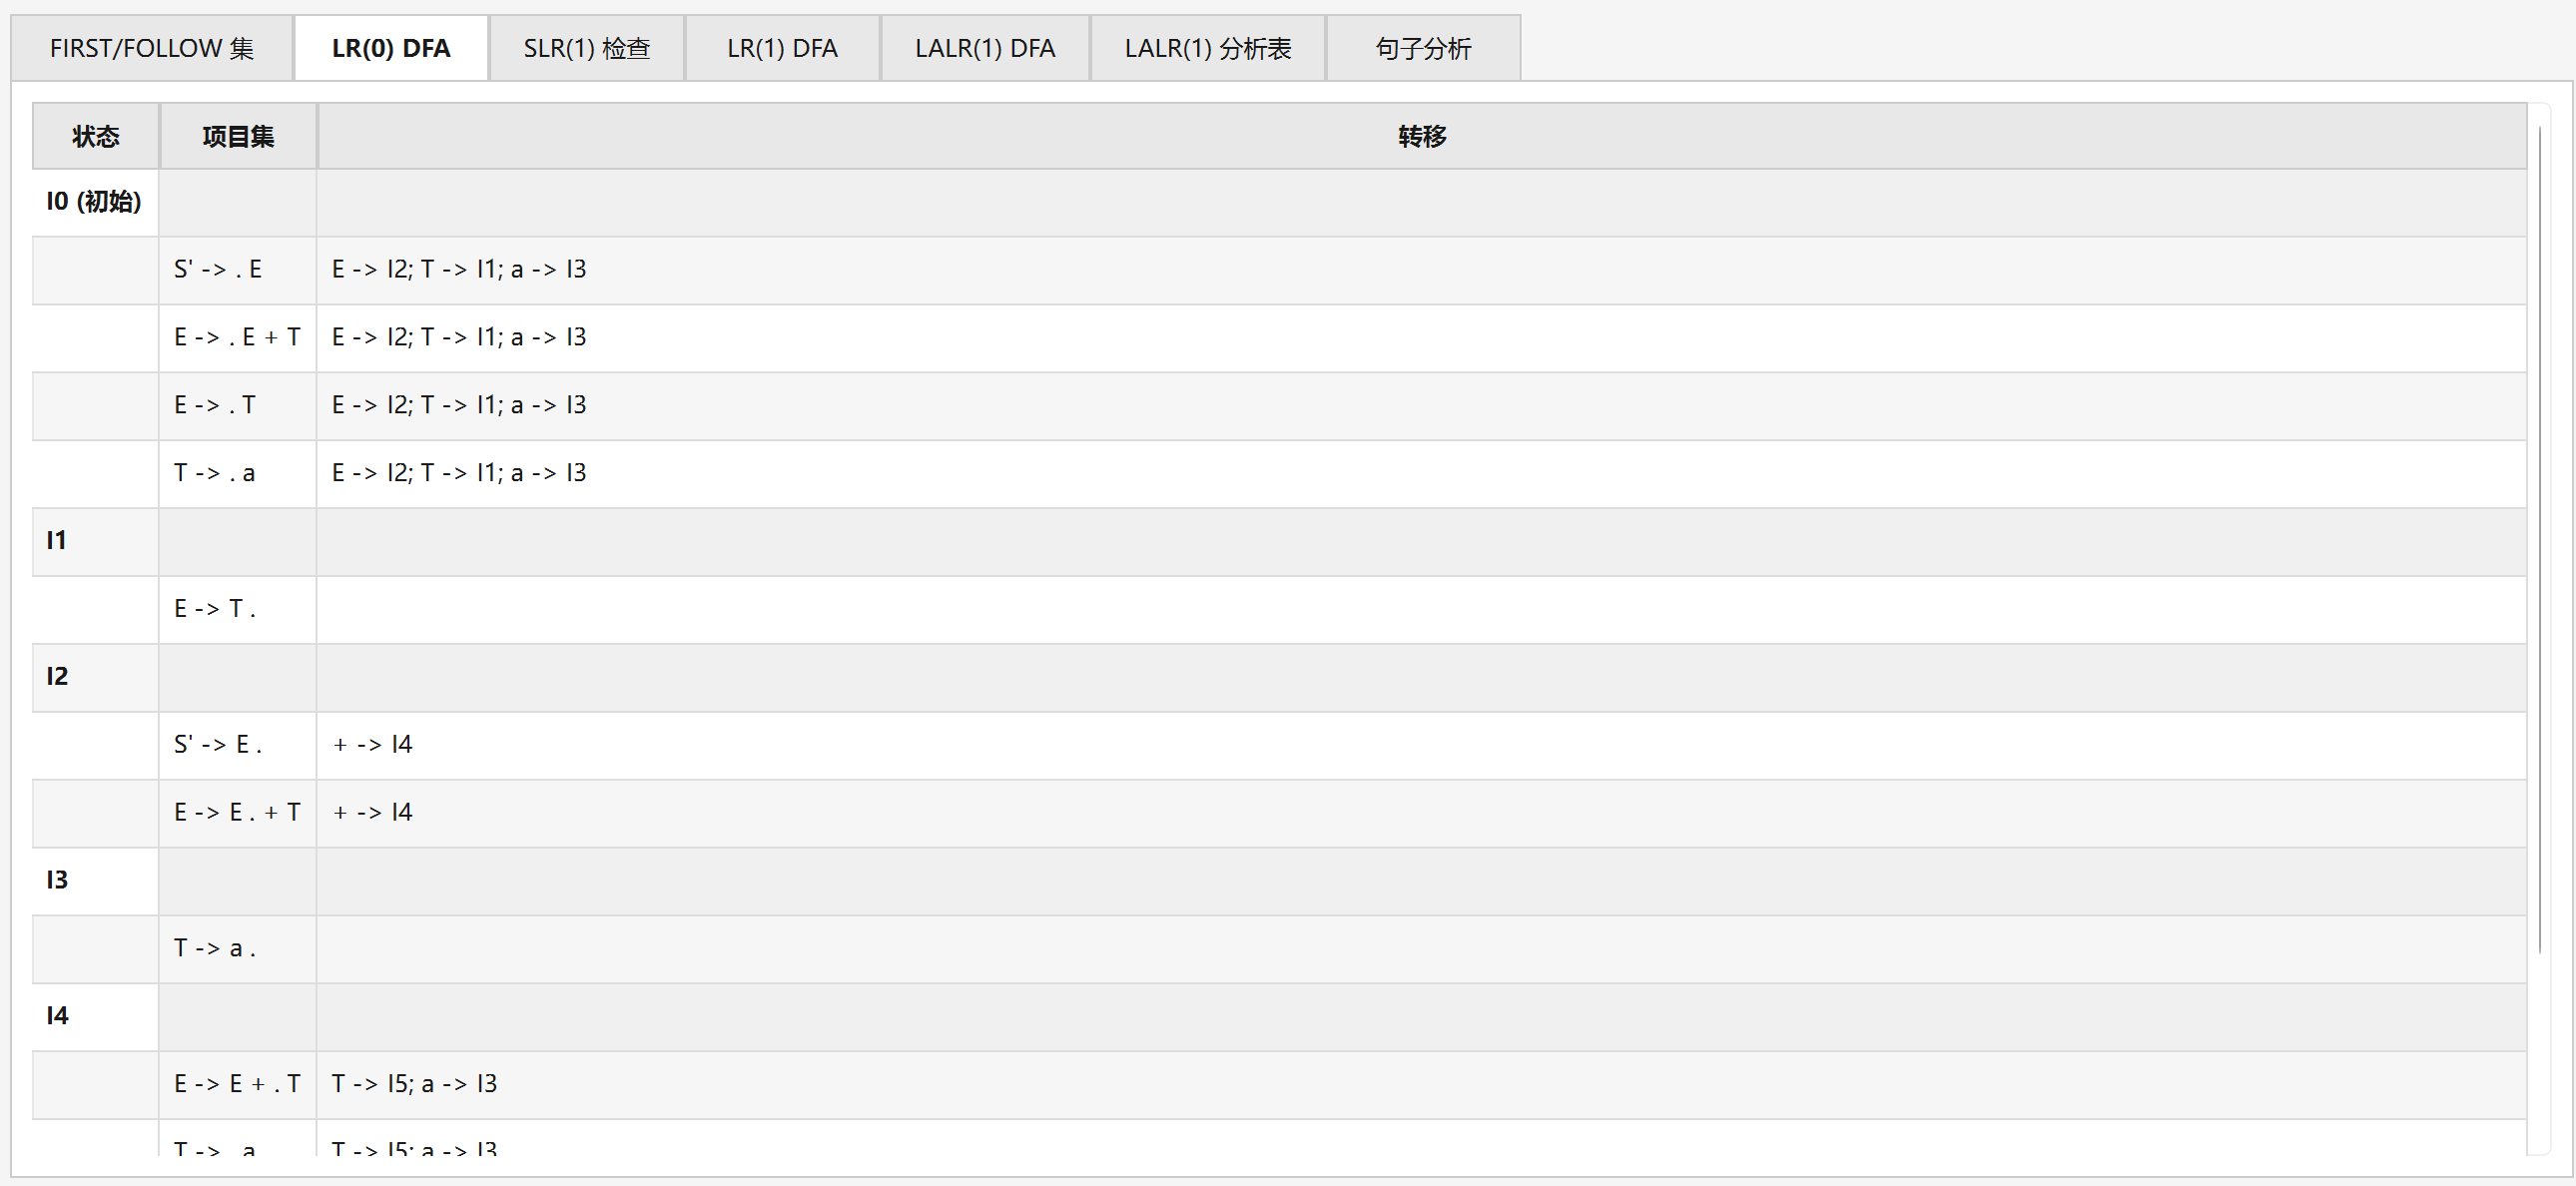 FIRST/FOLLOW 集 LR(0) DFA SLR(1) 检查 LR(1) DFA LALR(1) DFA LALR(1) 分析表 句子分析
状态 项目集 转移
I0 (初始)
S' -> . E E -> I2; T -> I1; a -> I3
E -> . E + T E -> I2; T -> I1; a -> I3
E -> . T E -> I2; T -> I1; a -> I3
T -> . a E -> I2; T -> I1; a -> I3
I1
E -> T .
I2
S' -> E . + -> I4
E -> E . + T + -> I4
I3
T -> a .
I4
E -> E + . T T -> I5; a -> I3
T -> . a T -> I5; a -> I3